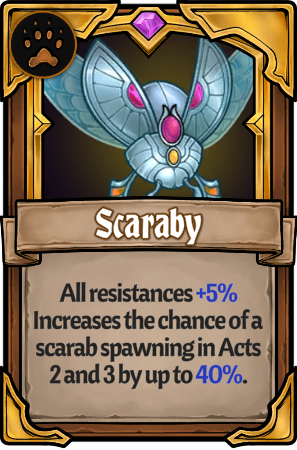 Scaraby
All resistances +5%
Increases the chance of a
scarab spawning in Acts
2 and 3 by up to 40%.